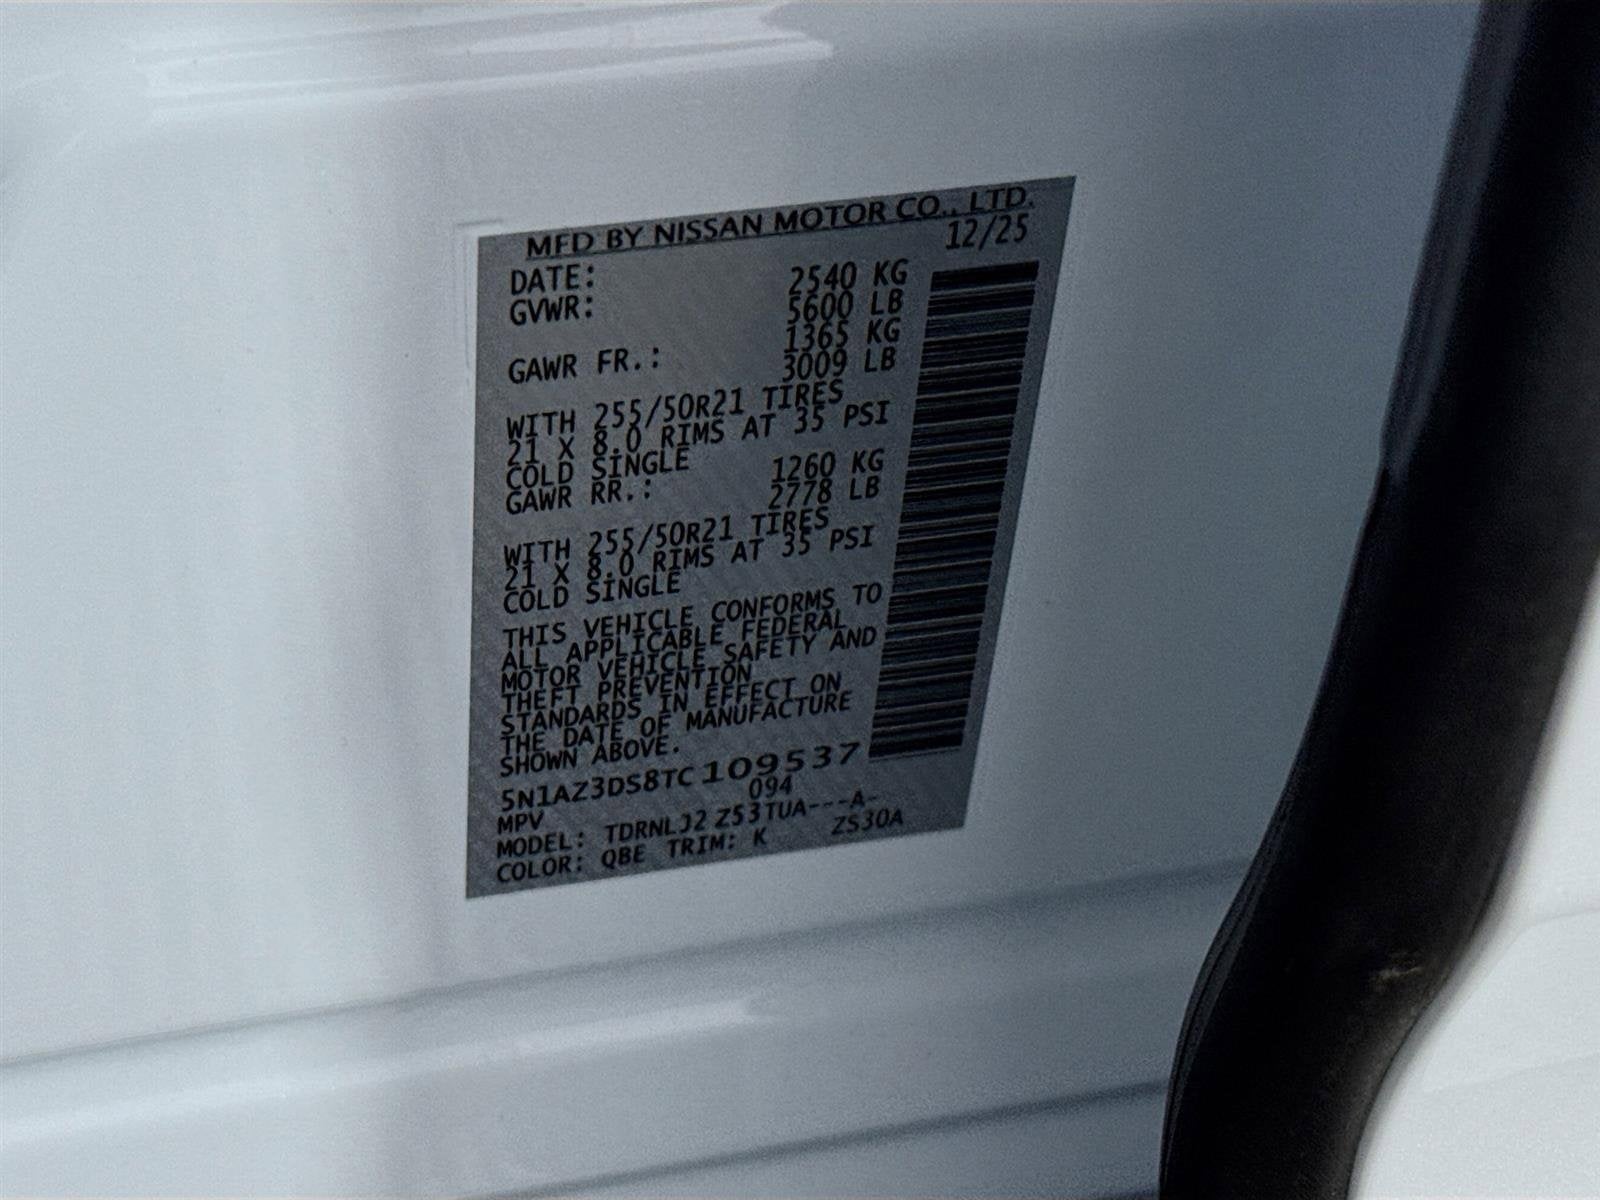 MFD BY NISSAN MOTOR CO., LTD.
DATE: 12/25
GVWR: 2540 KG
5600 LB
GAWR FR.: 1365 KG
3009 LB
WITH 255/50R21 TIRES
21 X 8.0 RIMS AT 35 PSI
COLD SINGLE
GAWR RR.: 1260 KG
2778 LB
WITH 255/50R21 TIRES
21 X 8.0 RIMS AT 35 PSI
COLD SINGLE
THIS VEHICLE CONFORMS TO
ALL APPLICABLE FEDERAL
MOTOR VEHICLE SAFETY AND
THEFT PREVENTION
STANDARDS IN EFFECT ON
THE DATE OF MANUFACTURE
SHOWN ABOVE.
5N1AZ3DS8TC109537
MPV 094
MODEL: TDRNLJ2 Z53TUA---A-
COLOR: QBE TRIM: K ZS30A